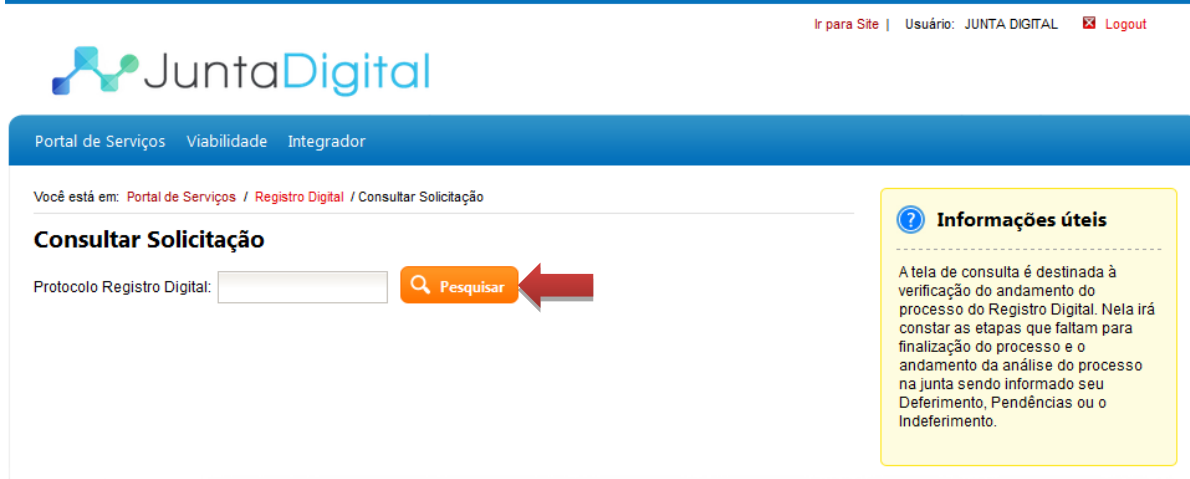 Ir para Site | Usuário: JUNTA DIGITAL Logout
JuntaDigital
Portal de Serviços Viabilidade Integrador
Você está em: Portal de Serviços / Registro Digital / Consultar Solicitação
Consultar Solicitação
Protocolo Registro Digital: Pesquisar
Informações úteis
A tela de consulta é destinada à
verificação do andamento do
processo do Registro Digital. Nela irá
constar as etapas que faltam para
finalização do processo e o
andamento da análise do processo
na junta sendo informado seu
Deferimento, Pendências ou o
Indeferimento.